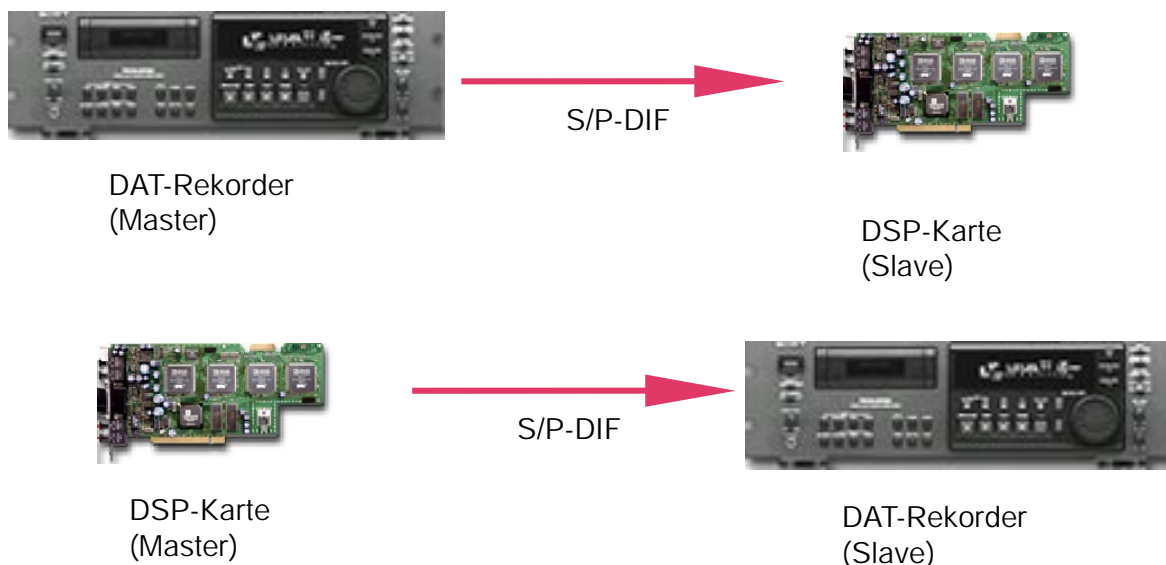 S/P-DIF
DAT-Rekorder
(Master)
DSP-Karte
(Slave)
S/P-DIF
DSP-Karte
(Master)
DAT-Rekorder
(Slave)